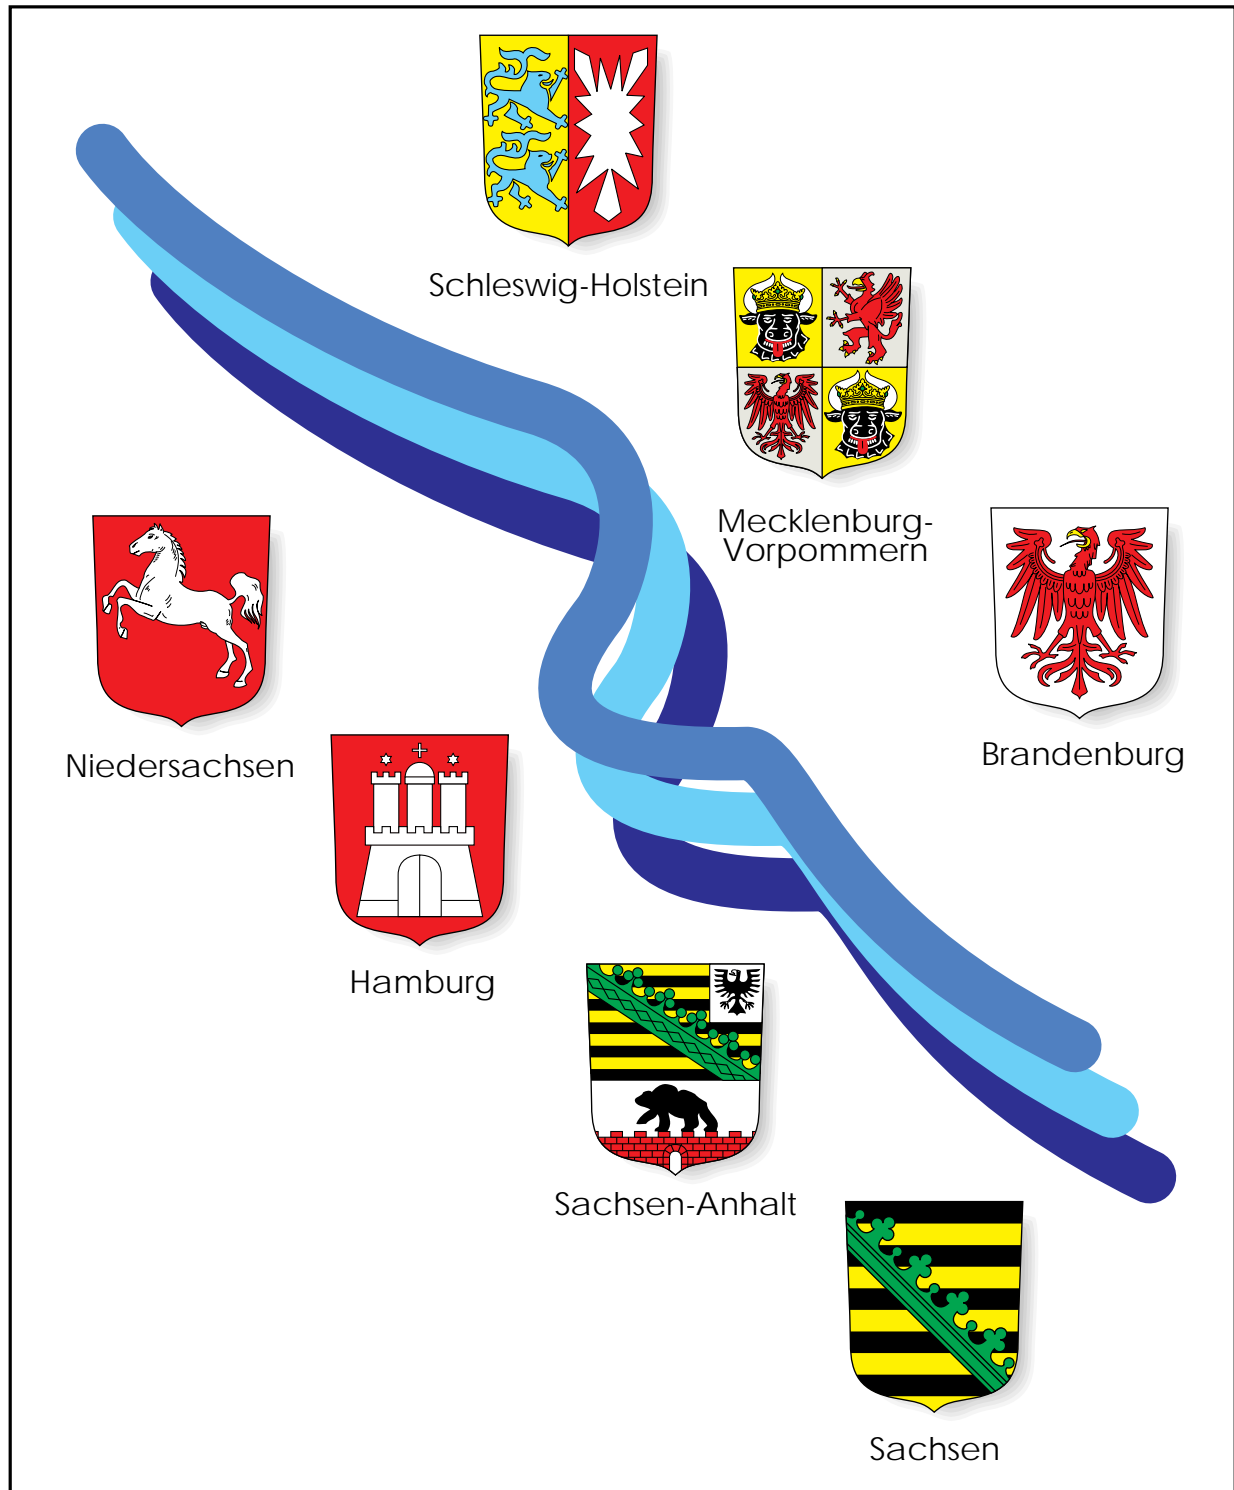 Schleswig-Holstein
Mecklenburg-
Vorpommern
Niedersachsen
Brandenburg
Hamburg
Sachsen-Anhalt
Sachsen